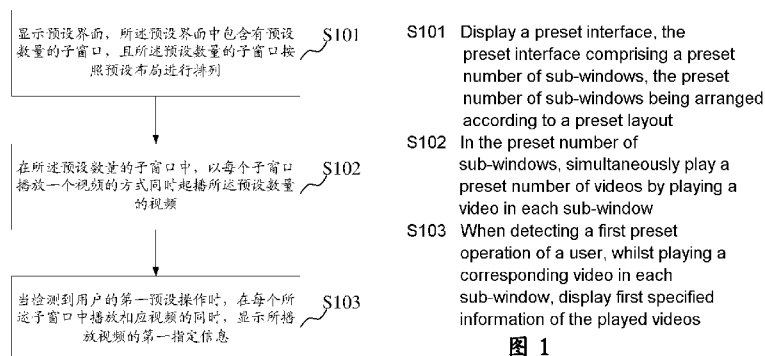 显示预设界面，所述预设界面中包含有预设
数量的子窗口，且所述预设数量的子窗口按
照预设布局进行排列
S101
在所述预设数量的子窗口中，以每个子窗口
播放一个视频的方式同时起播所述预设数量
的视频
S102
当检测到用户的第一预设操作时，在每个所
述子窗口中播放相应视频的同时，显示所播
放视频的第一指定信息
S103
S101 Display a preset interface, the
preset interface comprising a preset
number of sub-windows, the preset
number of sub-windows being arranged
according to a preset layout
S102 In the preset number of
sub-windows, simultaneously play a
preset number of videos by playing a
video in each sub-window
S103 When detecting a first preset
operation of a user, whilst playing a
corresponding video in each
sub-window, display first specified
information of the played videos
图 1